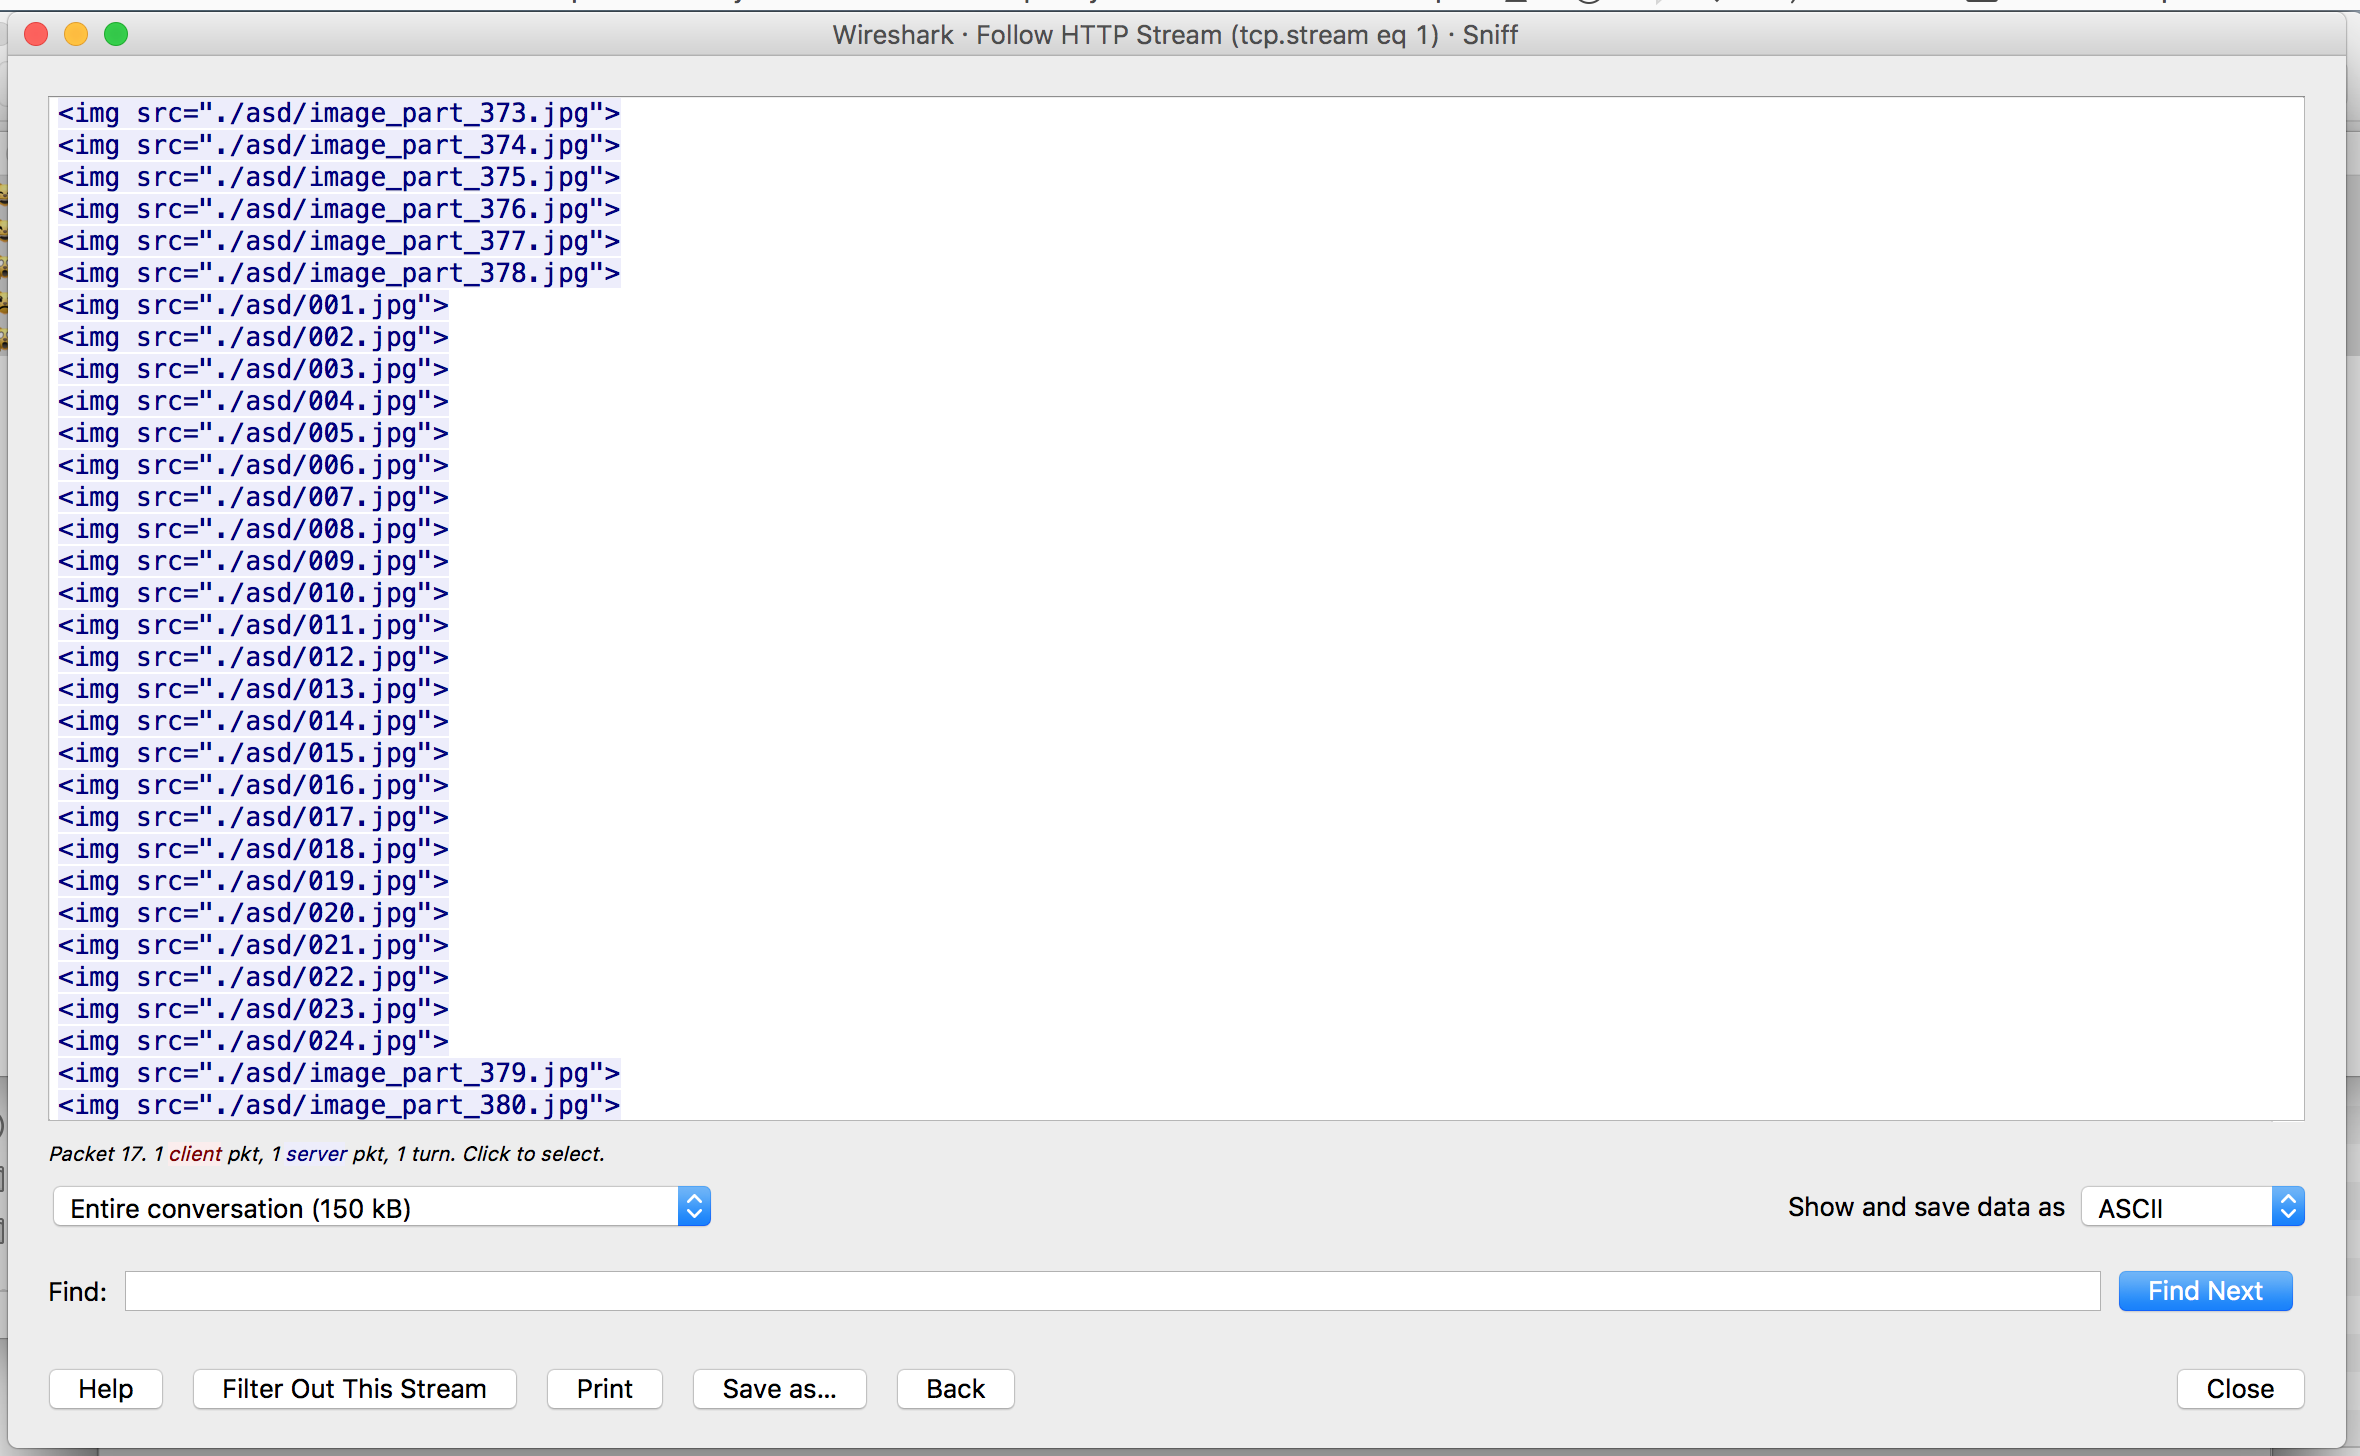 Wireshark · Follow HTTP Stream (tcp.stream eq 1) · Sniff
<img src="./asd/image_part_373.jpg">
<img src="./asd/image_part_374.jpg">
<img src="./asd/image_part_375.jpg">
<img src="./asd/image_part_376.jpg">
<img src="./asd/image_part_377.jpg">
<img src="./asd/image_part_378.jpg">
<img src="./asd/001.jpg">
<img src="./asd/002.jpg">
<img src="./asd/003.jpg">
<img src="./asd/004.jpg">
<img src="./asd/005.jpg">
<img src="./asd/006.jpg">
<img src="./asd/007.jpg">
<img src="./asd/008.jpg">
<img src="./asd/009.jpg">
<img src="./asd/010.jpg">
<img src="./asd/011.jpg">
<img src="./asd/012.jpg">
<img src="./asd/013.jpg">
<img src="./asd/014.jpg">
<img src="./asd/015.jpg">
<img src="./asd/016.jpg">
<img src="./asd/017.jpg">
<img src="./asd/018.jpg">
<img src="./asd/019.jpg">
<img src="./asd/020.jpg">
<img src="./asd/021.jpg">
<img src="./asd/022.jpg">
<img src="./asd/023.jpg">
<img src="./asd/024.jpg">
<img src="./asd/image_part_379.jpg">
<img src="./asd/image_part_380.jpg">
Packet 17. 1 client pkt, 1 server pkt, 1 turn. Click to select.
Entire conversation (150 kB) Show and save data as ASCII
Find: Find Next
Help Filter Out This Stream Print Save as... Back Close